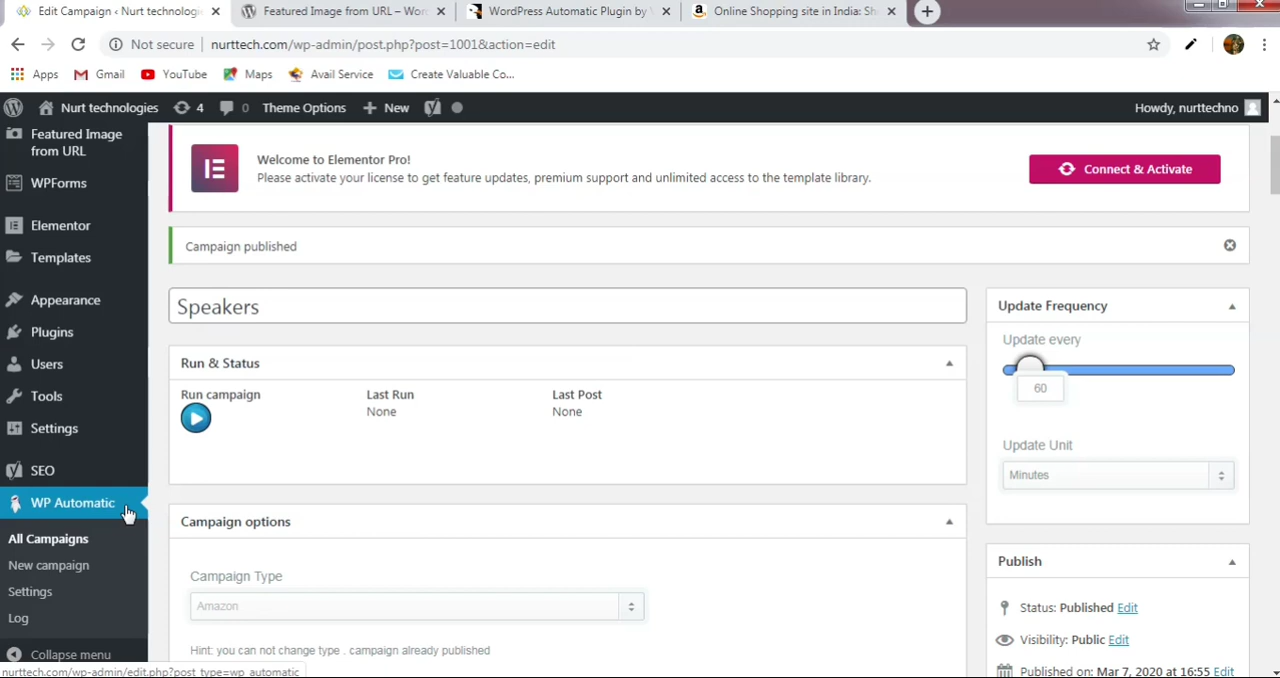 Edit Campaign ‹ Nurt technologi
Featured Image from URL – Wor
WordPress Automatic Plugin by
Online Shopping site in India: Sh
Not secure
nurttech.com/wp-admin/post.php?post=1001&action=edit
Apps
Gmail
YouTube
Maps
Avail Service
Create Valuable Co...
Nurt technologies
4
0
Theme Options
New
Howdy, nurttechno
Featured Image
from URL
WPForms
Elementor
Templates
Appearance
Plugins
Users
Tools
Settings
SEO
WP Automatic
All Campaigns
New campaign
Settings
Log
Collapse menu
nurttech.com/wp-admin/edit.php?post_type=wp_automatic
Welcome to Elementor Pro!
Please activate your license to get feature updates, premium support and unlimited access to the template library.
Connect & Activate
Campaign published
Speakers
Run & Status
Run campaign
Last Run
None
Last Post
None
Campaign options
Campaign Type
Amazon
Hint: you can not change type . campaign already published
Update Frequency
Update every
60
Update Unit
Minutes
Publish
Status: Published Edit
Visibility: Public Edit
Published on: Mar 7, 2020 at 16:55 Edit